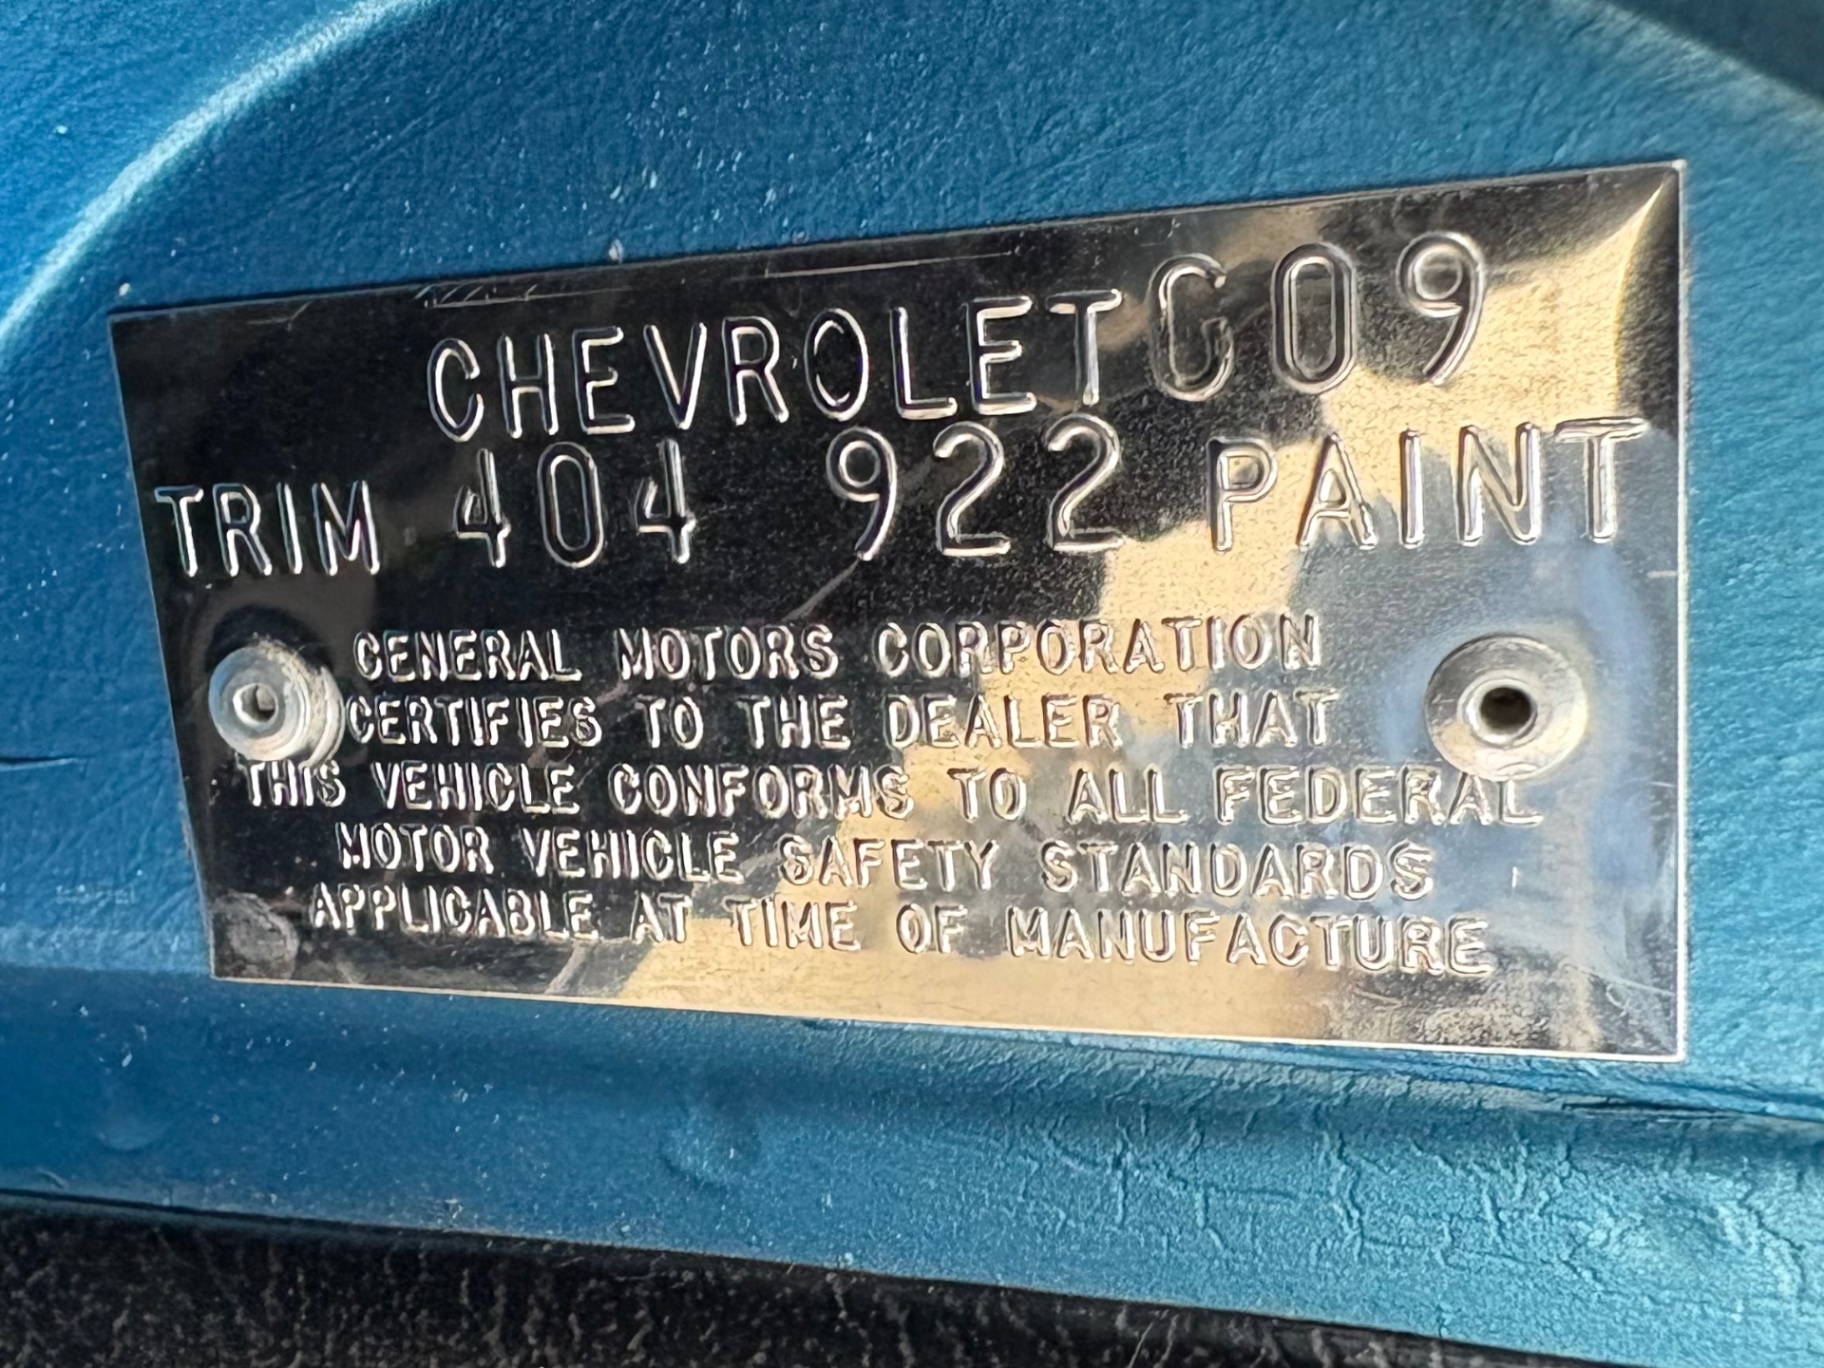 CHEVROLET C09
TRIM 404 922 PAINT
GENERAL MOTORS CORPORATION
CERTIFIES TO THE DEALER THAT
THIS VEHICLE CONFORMS TO ALL FEDERAL
MOTOR VEHICLE SAFETY STANDARDS
APPLICABLE AT TIME OF MANUFACTURE